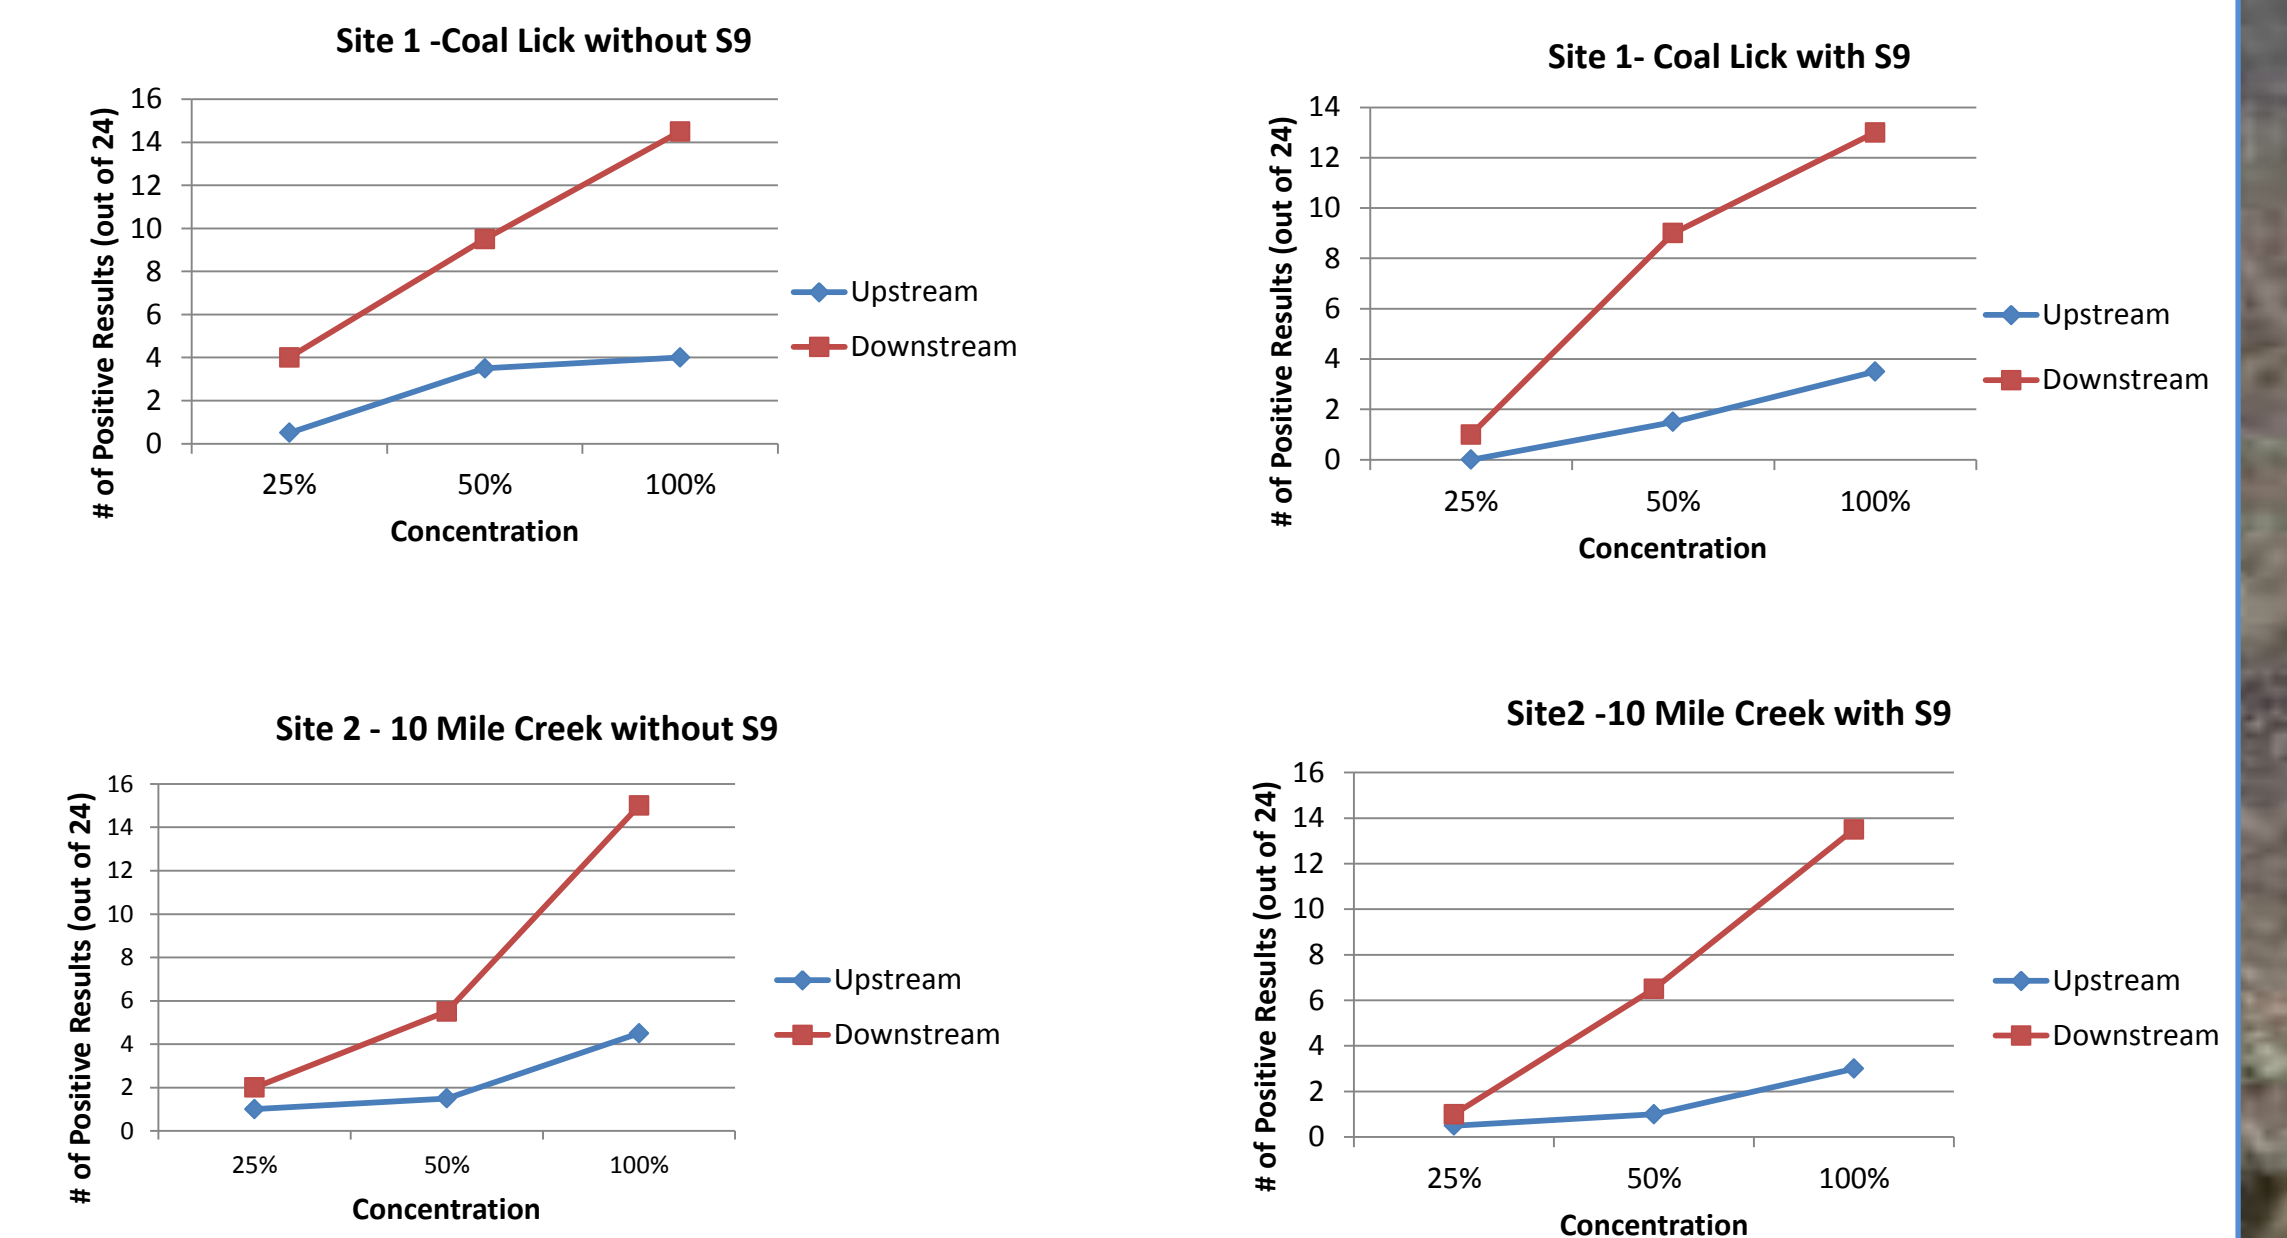 Site 1 -Coal Lick without S9
# of Positive Results (out of 24)
16
14
12
10
8
6
4
2
0
25% 50% 100%
Concentration
Upstream
Downstream
Site 1- Coal Lick with S9
# of Positive Results (out of 24)
14
12
10
8
6
4
2
0
25% 50% 100%
Concentration
Upstream
Downstream
Site 2 - 10 Mile Creek without S9
# of Positive Results (out of 24)
16
14
12
10
8
6
4
2
0
25% 50% 100%
Concentration
Upstream
Downstream
Site2 -10 Mile Creek with S9
# of Positive Results (out of 24)
16
14
12
10
8
6
4
2
0
25% 50% 100%
Concentration
Upstream
Downstream